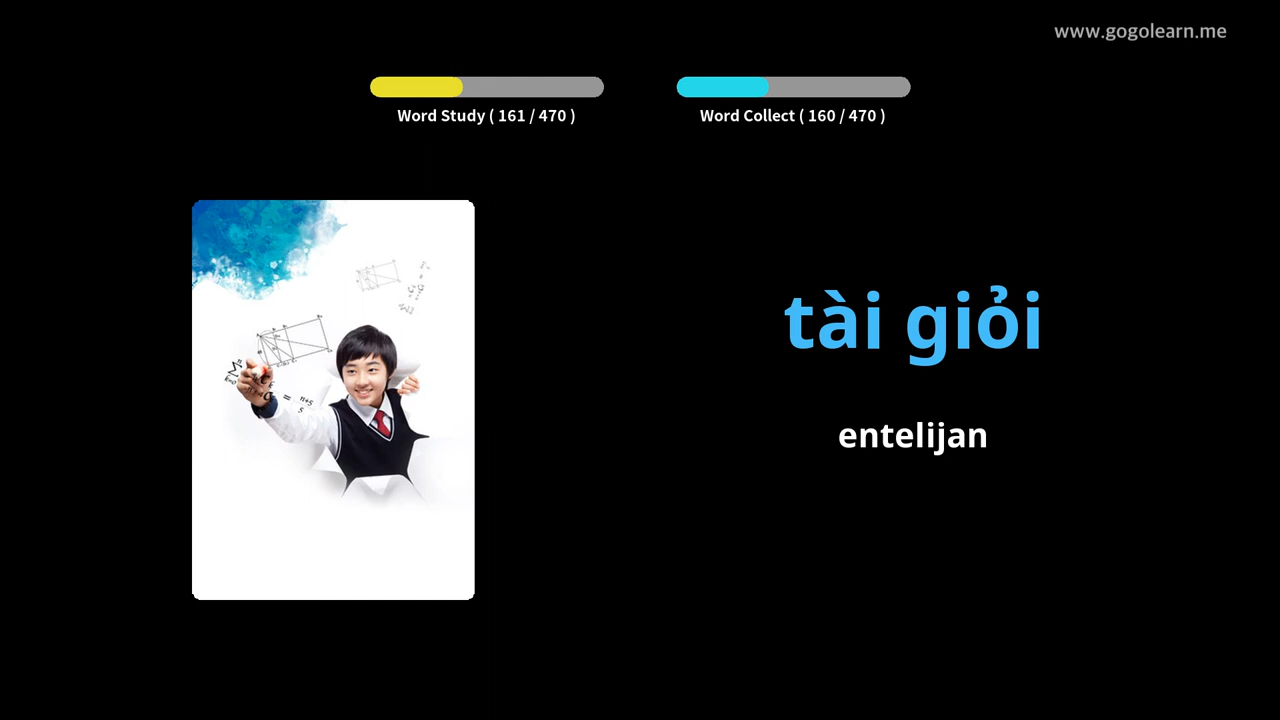 www.gogolearn.me
Word Study ( 161 / 470 )
Word Collect ( 160 / 470 )
tài giỏi
entelijan